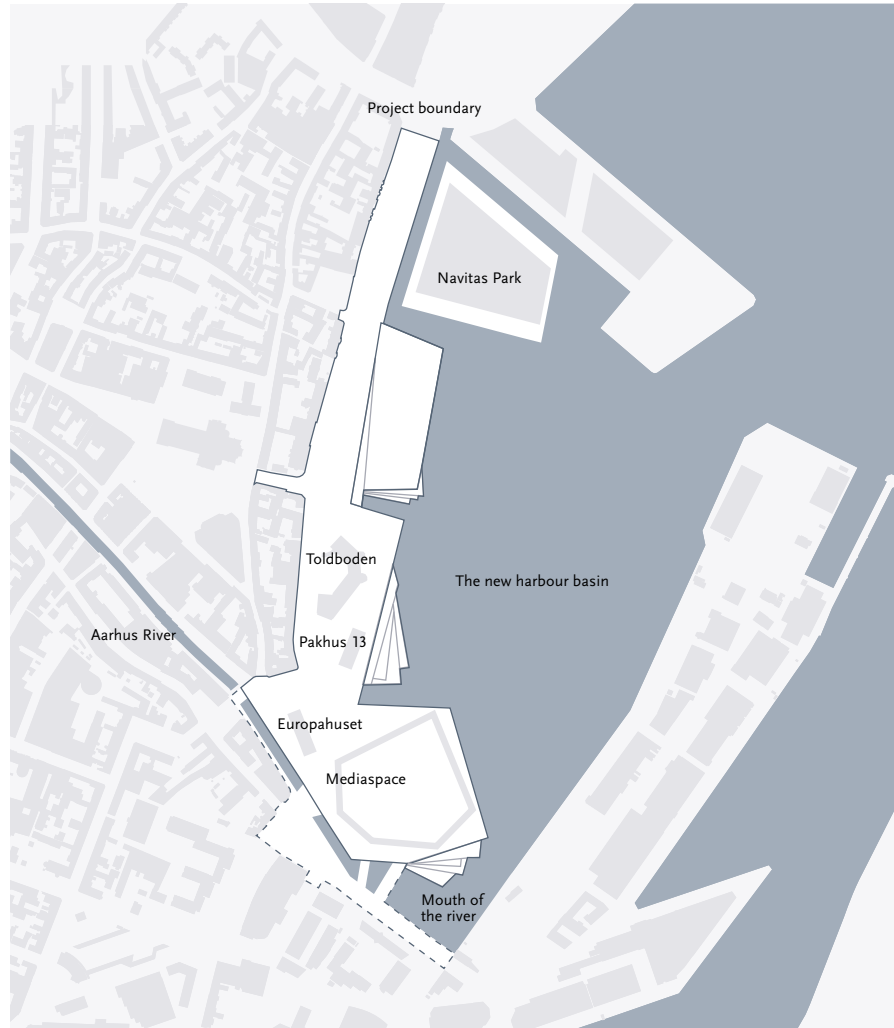 Project boundary
Navitas Park
Toldboden
The new harbour basin
Aarhus River
Pakhus 13
Europahuset
Mediaspace
Mouth of
the river